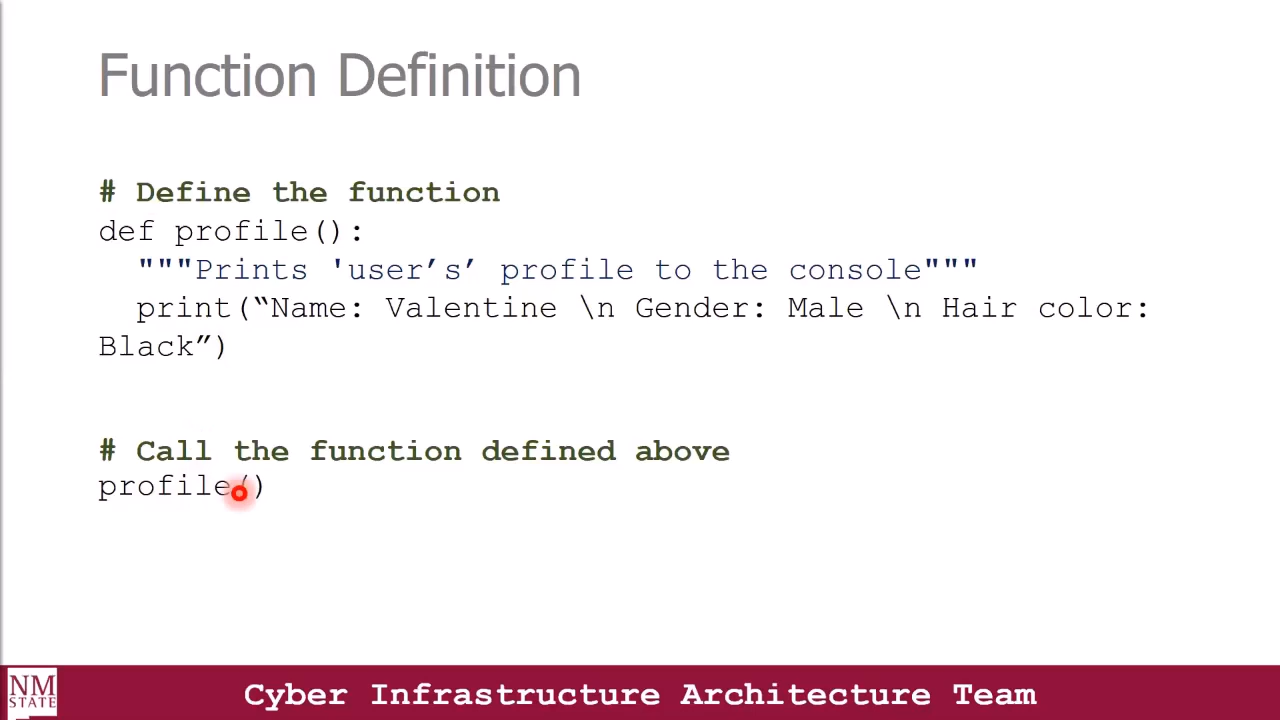 Function Definition
# Define the function
def profile():
"""Prints 'user’s’ profile to the console"""
print(“Name: Valentine \n Gender: Male \n Hair color:
Black”)
# Call the function defined above
profile()
NM
STATE
Cyber Infrastructure Architecture Team